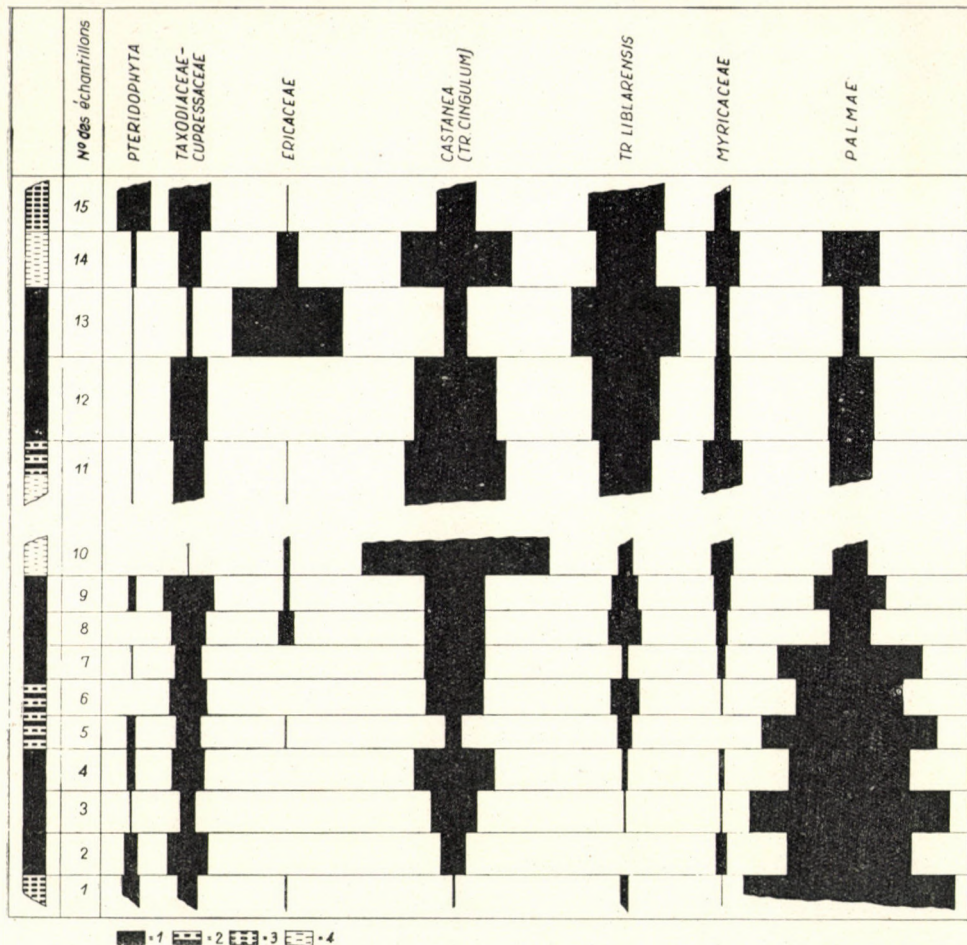 Nº des échantillons
PTERIDOPHYTA
TAXODIACEAE-
CUPRESSACEAE
ERICACEAE
CASTANEA
(TR. CINGULUM)
TR LIBLARENSIS
MYRICACEAE
PALMAE
15
14
13
12
11
10
9
8
7
6
5
4
3
2
1
=1 =2 =3 =4